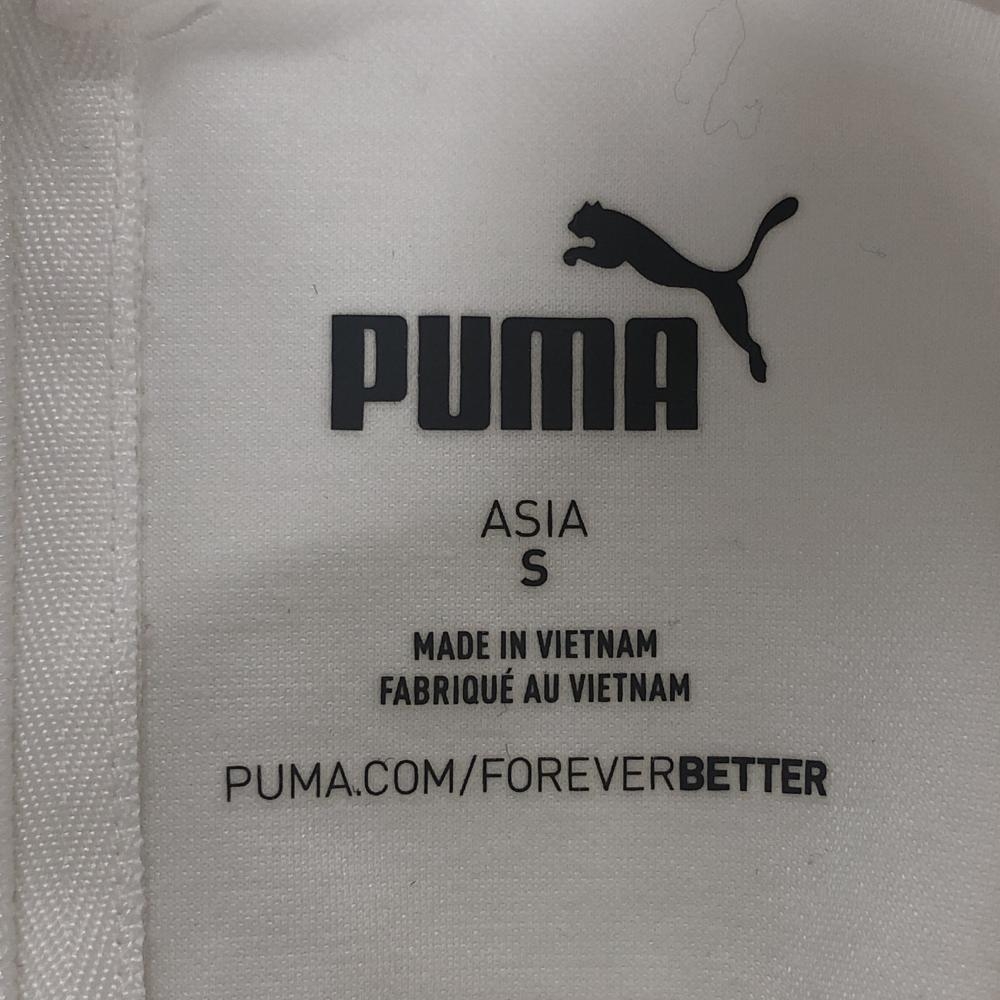 PUMA
ASIA
S
MADE IN VIETNAM
FABRIQUÉ AU VIETNAM
PUMA.COM/FOREVERBETTER